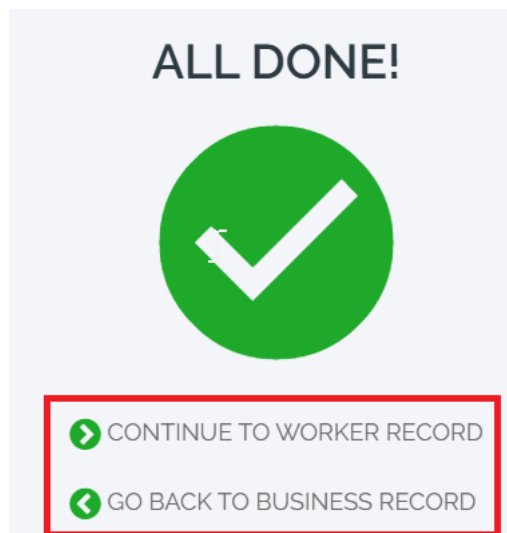 ALL DONE!
CONTINUE TO WORKER RECORD
GO BACK TO BUSINESS RECORD